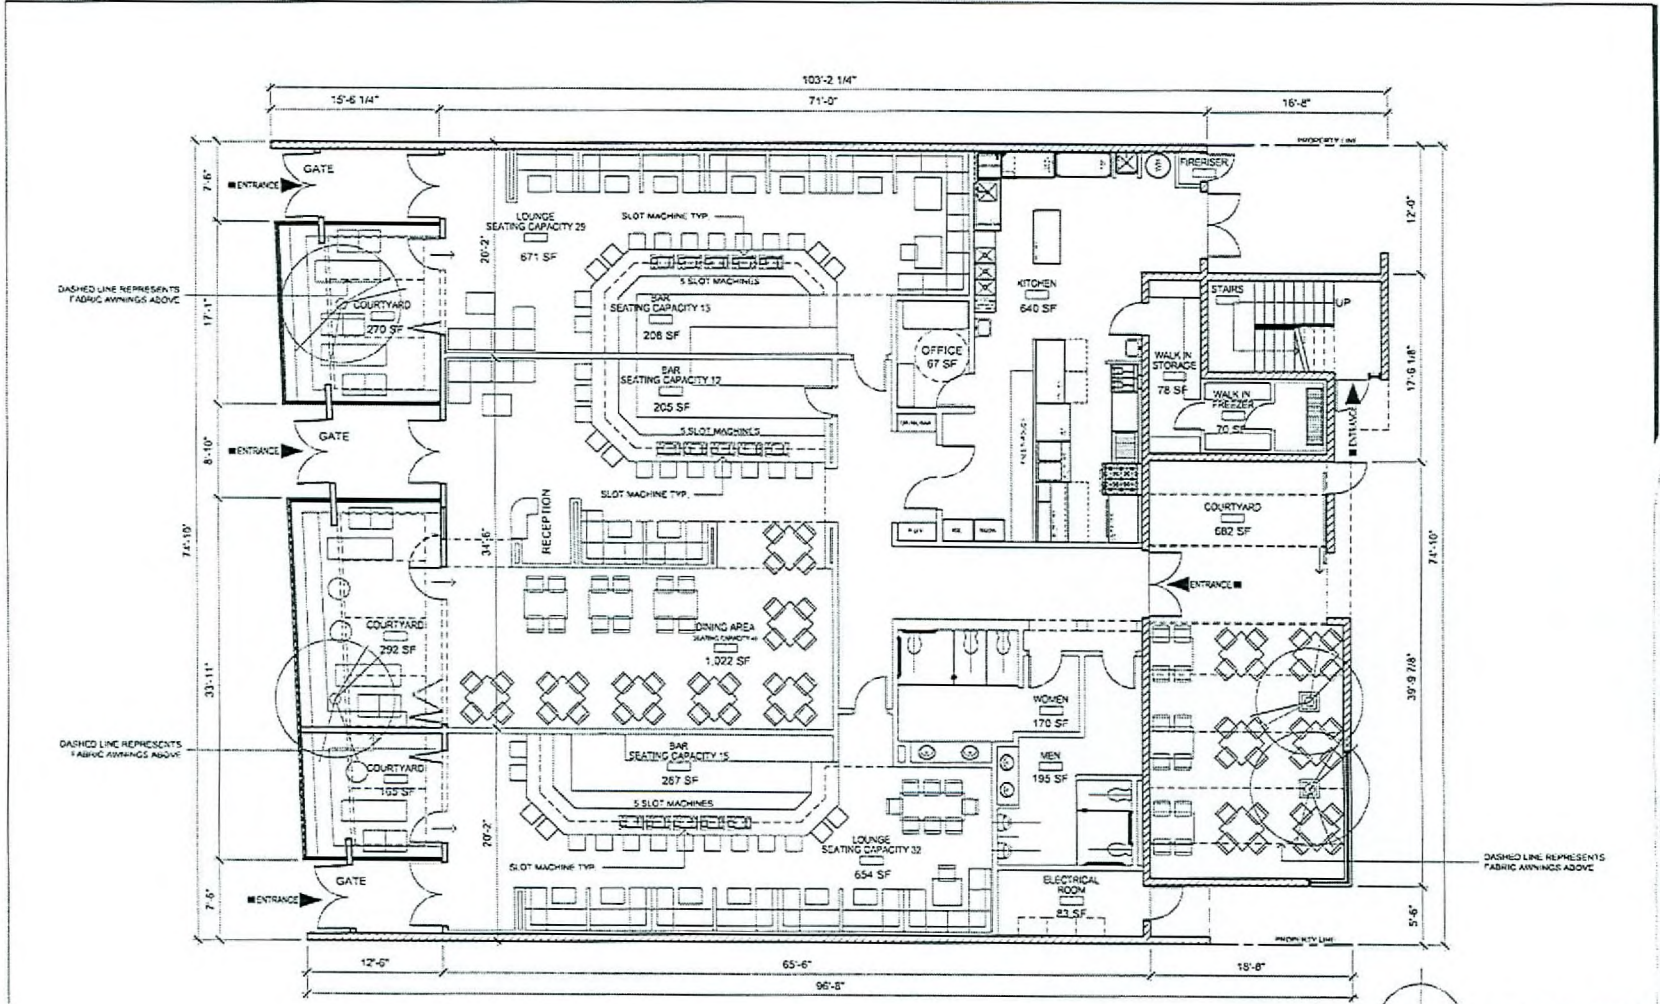 103'-2 1/4"
15'-6 1/4"
71'-0"
16'-8"
PROPERTY LINE
GATE
FIRERISER
7'-6"
ENTRANCE
12'-0"
LOUNGE
SEATING CAPACITY 29
671 SF
SLOT MACHINE TYP.
20'-2"
5 SLOT MACHINES
DASHED LINE REPRESENTS
FABRIC AWNINGS ABOVE
KITCHEN
640 SF
STAIRS
UP
COURTYARD
270 SF
17'-1"
BAR
SEATING CAPACITY 13
208 SF
OFFICE
67 SF
WALK IN
STORAGE
78 SF
17'-6 1/8"
BAR
SEATING CAPACITY 12
205 SF
WALK IN
FREEZER
70 SF
5 SLOT MACHINES
GATE
ENTRANCE
8'-10"
ENTRANCE
SLOT MACHINE TYP.
RECEPTION
COURTYARD
682 SF
74'-10"
34'-6"
74'-10"
ENTRANCE
COURTYARD
292 SF
DINING AREA
1,022 SF
33'-11"
39'-9 7/8"
WOMEN
170 SF
DASHED LINE REPRESENTS
FABRIC AWNINGS ABOVE
BAR
SEATING CAPACITY 15
267 SF
MEN
195 SF
COURTYARD
165 SF
5 SLOT MACHINES
20'-2"
LOUNGE
SEATING CAPACITY 32
654 SF
SLOT MACHINE TYP.
DASHED LINE REPRESENTS
FABRIC AWNINGS ABOVE
GATE
ENTRANCE
7'-6"
ELECTRICAL
ROOM
83 SF
5'-6"
PROPERTY LINE
12'-6"
65'-6"
18'-8"
96'-8"